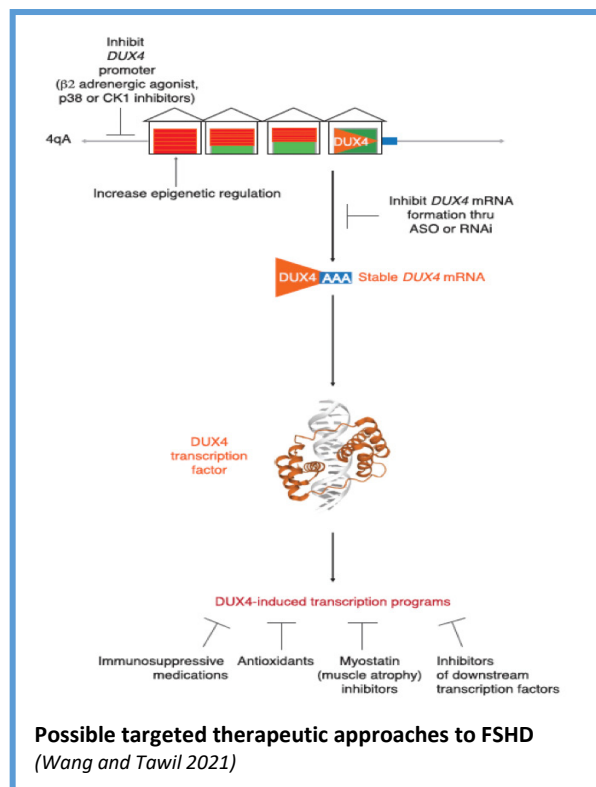 Inhibit
DUX4
promoter
(β2 adrenergic agonist,
p38 or CK1 inhibitors)
4qA
DUX4
Increase epigenetic regulation
Inhibit DUX4 mRNA
formation thru
ASO or RNAi
DUX4 AAA Stable DUX4 mRNA
DUX4
transcription
factor
DUX4-induced transcription programs
Immunosuppressive
medications
Antioxidants
Myostatin
(muscle atrophy)
inhibitors
Inhibitors
of downstream
transcription factors
Possible targeted therapeutic approaches to FSHD
(Wang and Tawil 2021)